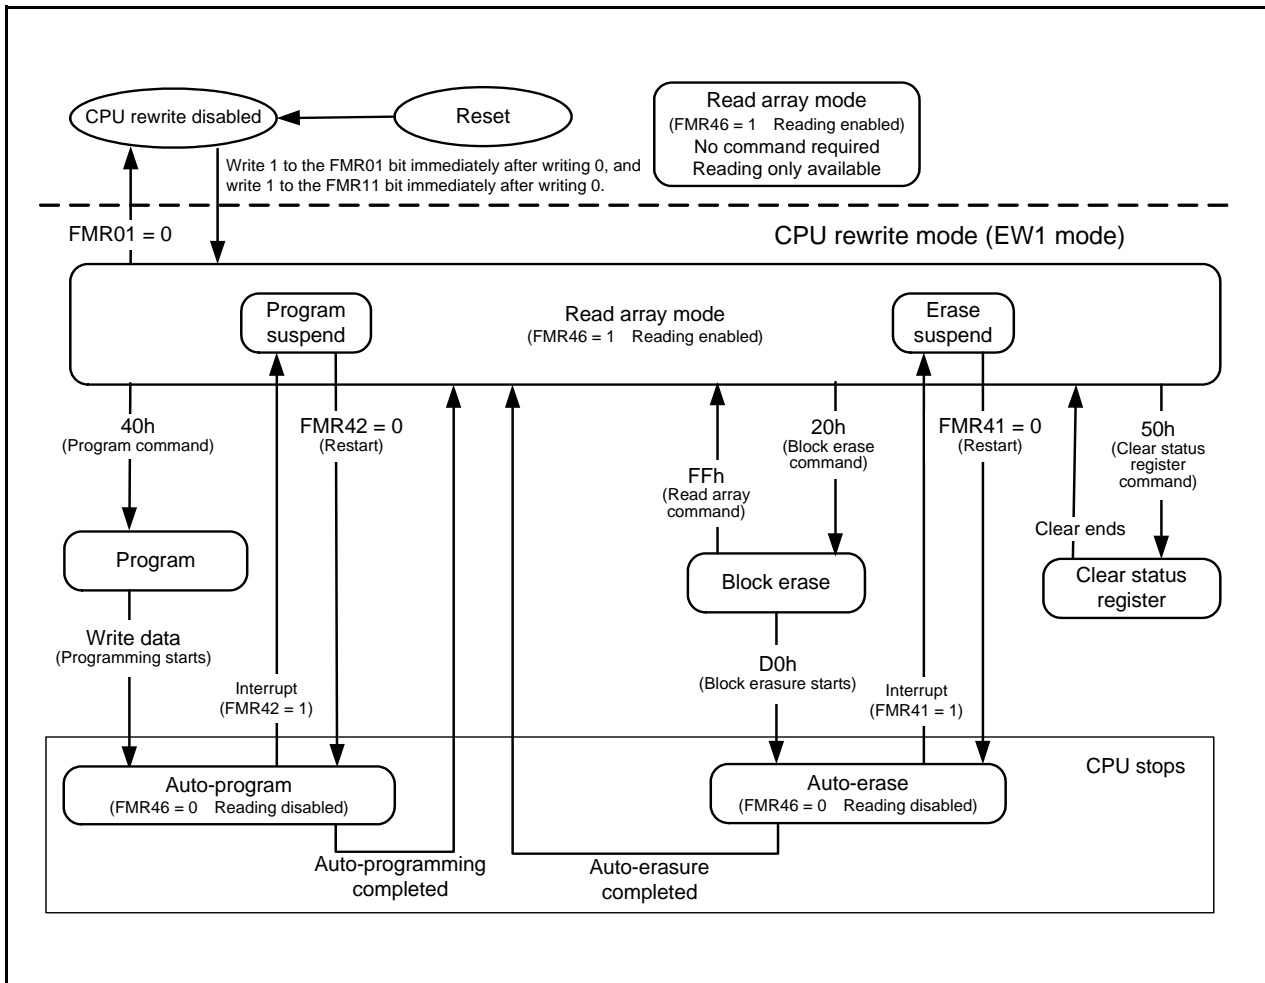 CPU rewrite disabled
Reset
Read array mode
(FMR46 = 1 Reading enabled)
No command required
Reading only available
Write 1 to the FMR01 bit immediately after writing 0, and
write 1 to the FMR11 bit immediately after writing 0.
FMR01 = 0
CPU rewrite mode (EW1 mode)
Program
suspend
Read array mode
(FMR46 = 1 Reading enabled)
Erase
suspend
40h
(Program command)
FMR42 = 0
(Restart)
FFh
(Read array
command)
20h
(Block erase
command)
FMR41 = 0
(Restart)
50h
(Clear status
register
command)
Clear ends
Program
Block erase
Clear status
register
Write data
(Programming starts)
Interrupt
(FMR42 = 1)
D0h
(Block erasure starts)
Interrupt
(FMR41 = 1)
Auto-program
(FMR46 = 0 Reading disabled)
Auto-erase
(FMR46 = 0 Reading disabled)
CPU stops
Auto-programming
completed
Auto-erasure
completed